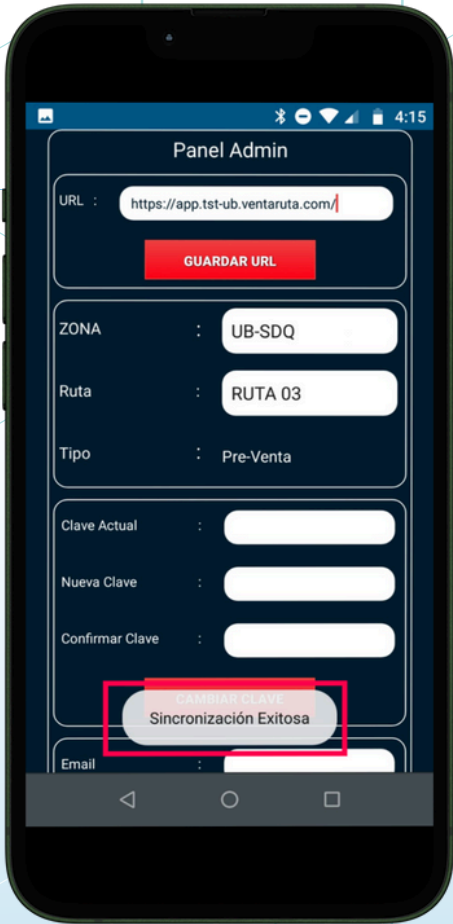 4:15
Panel Admin
URL : https://app.tst-ub.ventaruta.com/
GUARDAR URL
ZONA : UB-SDQ
Ruta : RUTA 03
Tipo : Pre-Venta
Clave Actual :
Nueva Clave :
Confirmar Clave :
CAMBIAR CLAVE
Sincronización Exitosa
Email :